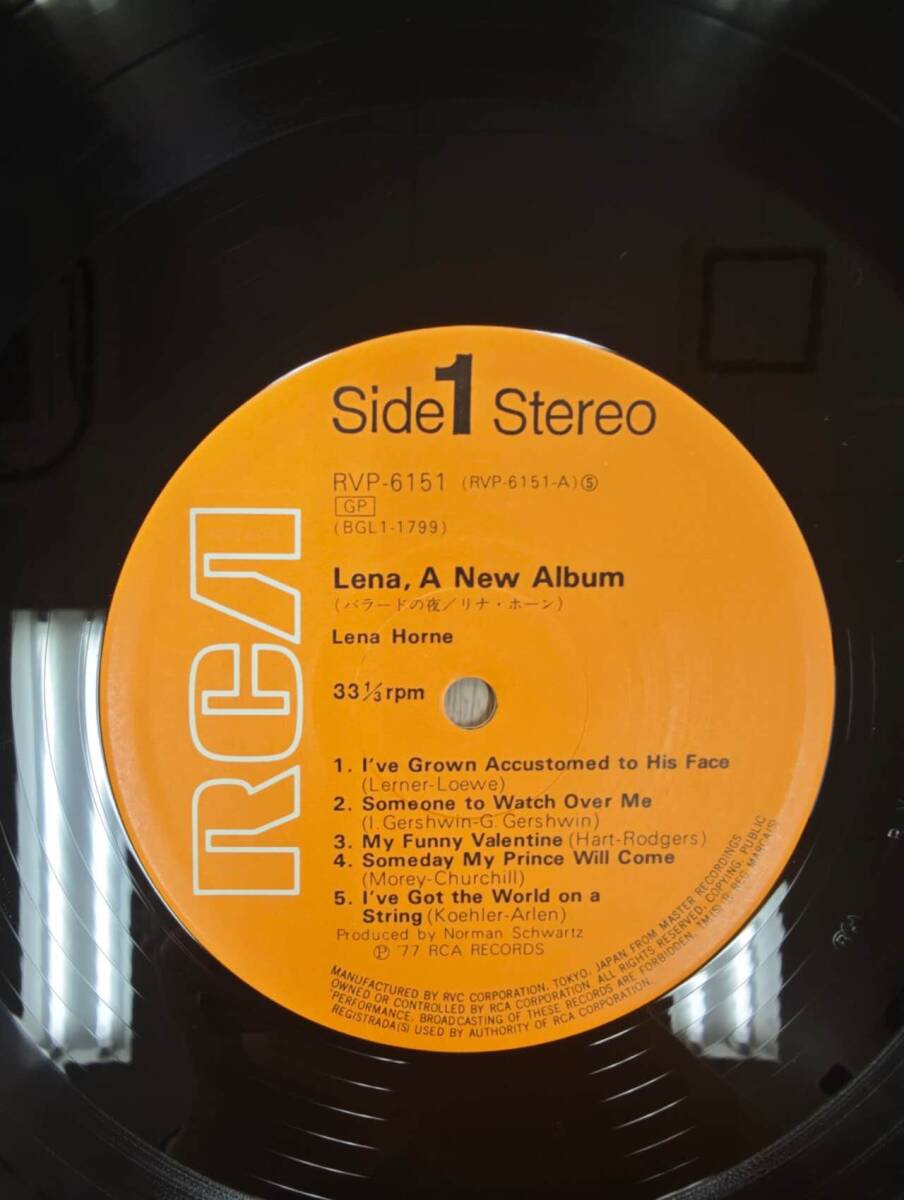 Side 1 Stereo
RVP-6151 (RVP-6151-A)⑤
GP
(BGL1-1799)
Lena, A New Album
(バラードの夜/リナ・ホーン)
Lena Horne
33 1/3 rpm
RCA
1. I've Grown Accustomed to His Face
(Lerner-Loewe)
2. Someone to Watch Over Me
(I. Gershwin-G. Gershwin)
3. My Funny Valentine (Hart-Rodgers)
4. Someday My Prince Will Come
(Morey-Churchill)
5. I've Got the World on a
String (Koehler-Arlen)
Produced by Norman Schwartz
Ⓟ '77 RCA RECORDS
MANUFACTURED BY RVC CORPORATION, TOKYO, JAPAN FROM MASTER RECORDINGS
OWNED OR CONTROLLED BY RCA CORPORATION. ALL RIGHTS RESERVED; COPYING, PUBLIC
PERFORMANCE, BROADCASTING OF THESE RECORDS ARE FORBIDDEN. TM(S) ® REG. MARCA(S)
REGISTRADA(S) USED BY AUTHORITY OF RCA CORPORATION.